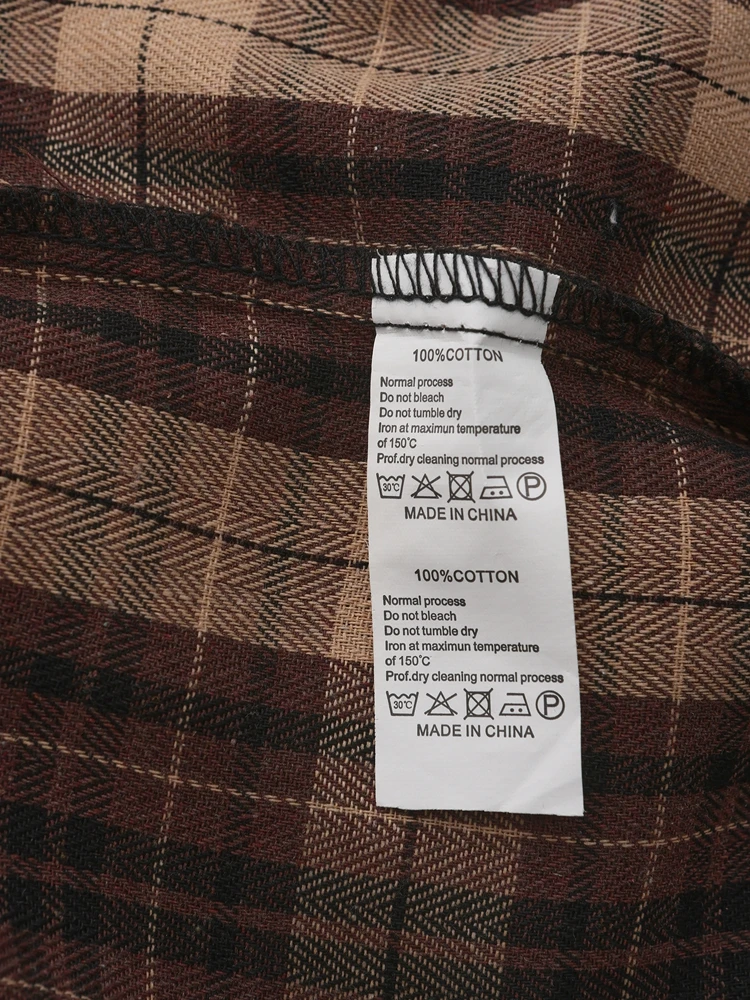 100%COTTON
Normal process
Do not bleach
Do not tumble dry
Iron at maximun temperature
of 150℃
Prof.dry cleaning normal process
30℃ P
MADE IN CHINA
100%COTTON
Normal process
Do not bleach
Do not tumble dry
Iron at maximun temperature
of 150℃
Prof.dry cleaning normal process
30℃ P
MADE IN CHINA